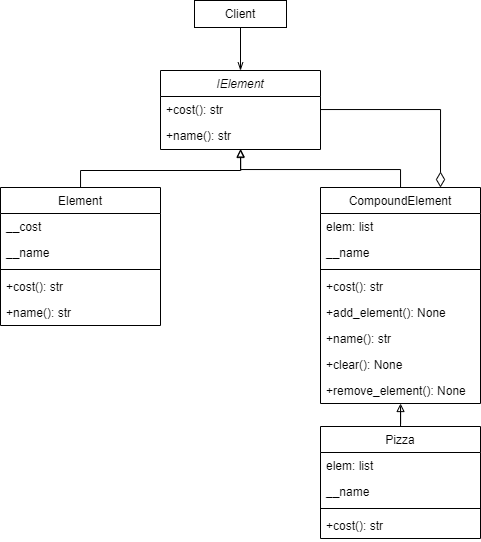 Client
IElement
+cost(): str
+name(): str
Element
__cost
__name
+cost(): str
+name(): str
CompoundElement
elem: list
__name
+cost(): str
+add_element(): None
+name(): str
+clear(): None
+remove_element(): None
Pizza
elem: list
__name
+cost(): str